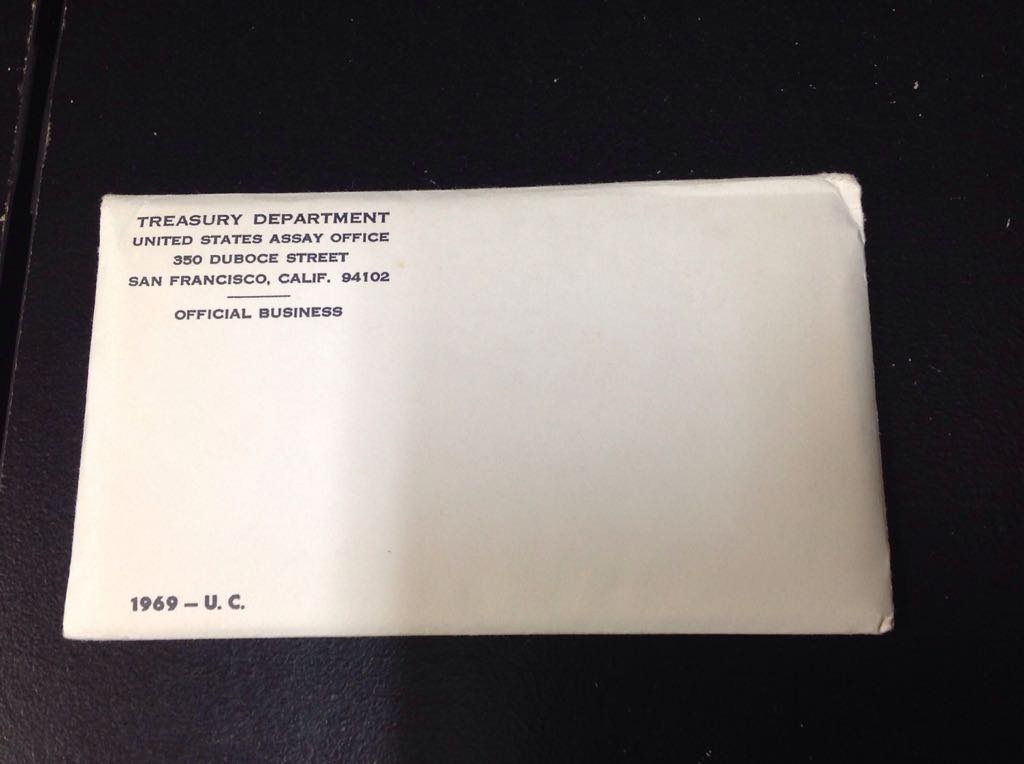 TREASURY DEPARTMENT
UNITED STATES ASSAY OFFICE
350 DUBOCE STREET
SAN FRANCISCO, CALIF. 94102
OFFICIAL BUSINESS
1969 – U. C.